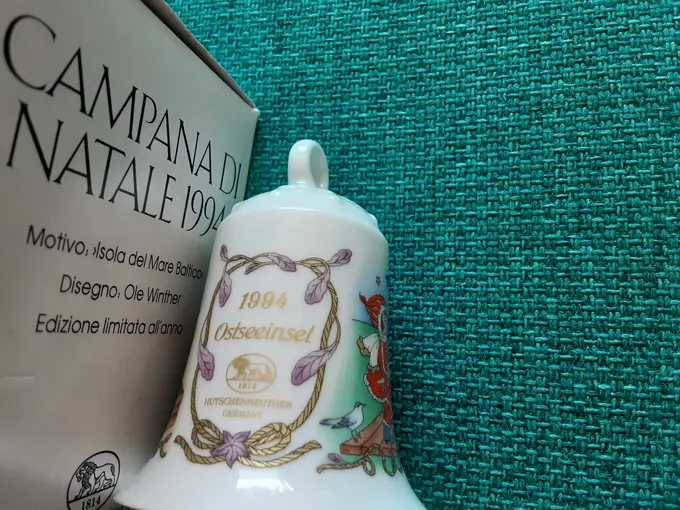 CAMPANA DI
NATALE 1994
Motivo: ›Isola del Mare Baltico‹
Disegno: Ole Winther
Edizione limitata all'anno
1814
1994
Ostseeinsel
1814
HUTSCHENREUTHER
GERMANY